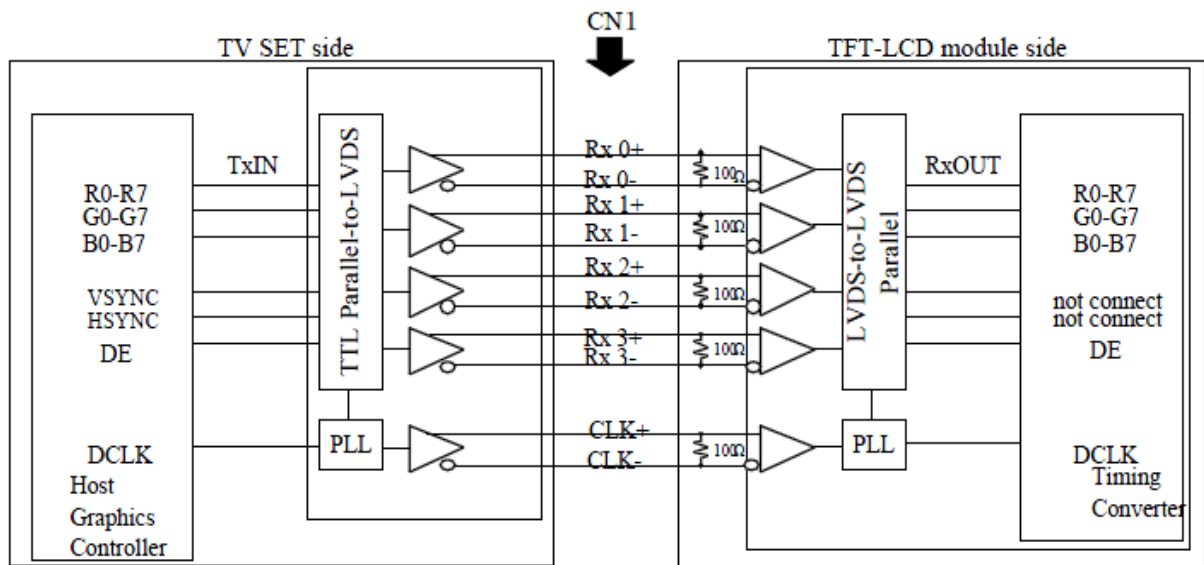 CN1
TV SET side
TFT-LCD module side
TxIN
R0-R7
G0-G7
B0-B7
VSYNC
HSYNC
DE
DCLK
Host
Graphics
Controller
TTL Parallel-to-LVDS
PLL
Rx 0+
Rx 0-
Rx 1+
Rx 1-
Rx 2+
Rx 2-
Rx 3+
Rx 3-
CLK+
CLK-
100Ω
100Ω
100Ω
100Ω
100Ω
LVDS-to-LVDS
Parallel
PLL
RxOUT
R0-R7
G0-G7
B0-B7
not connect
not connect
DE
DCLK
Timing
Converter